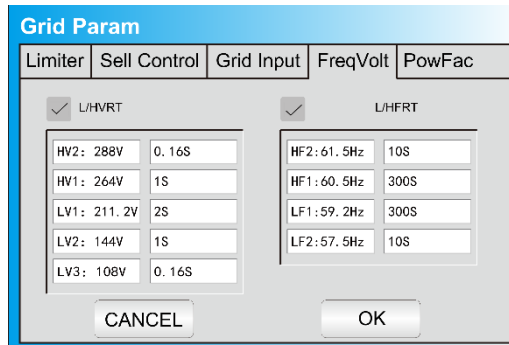 Grid Param
Limiter Sell Control Grid Input FreqVolt PowFac
L/HVRT
HV2: 288V 0.16S
HV1: 264V 1S
LV1: 211.2V 2S
LV2: 144V 1S
LV3: 108V 0.16S
L/HFRT
HF2:61.5Hz 10S
HF1:60.5Hz 300S
LF1:59.2Hz 300S
LF2:57.5Hz 10S
CANCEL OK